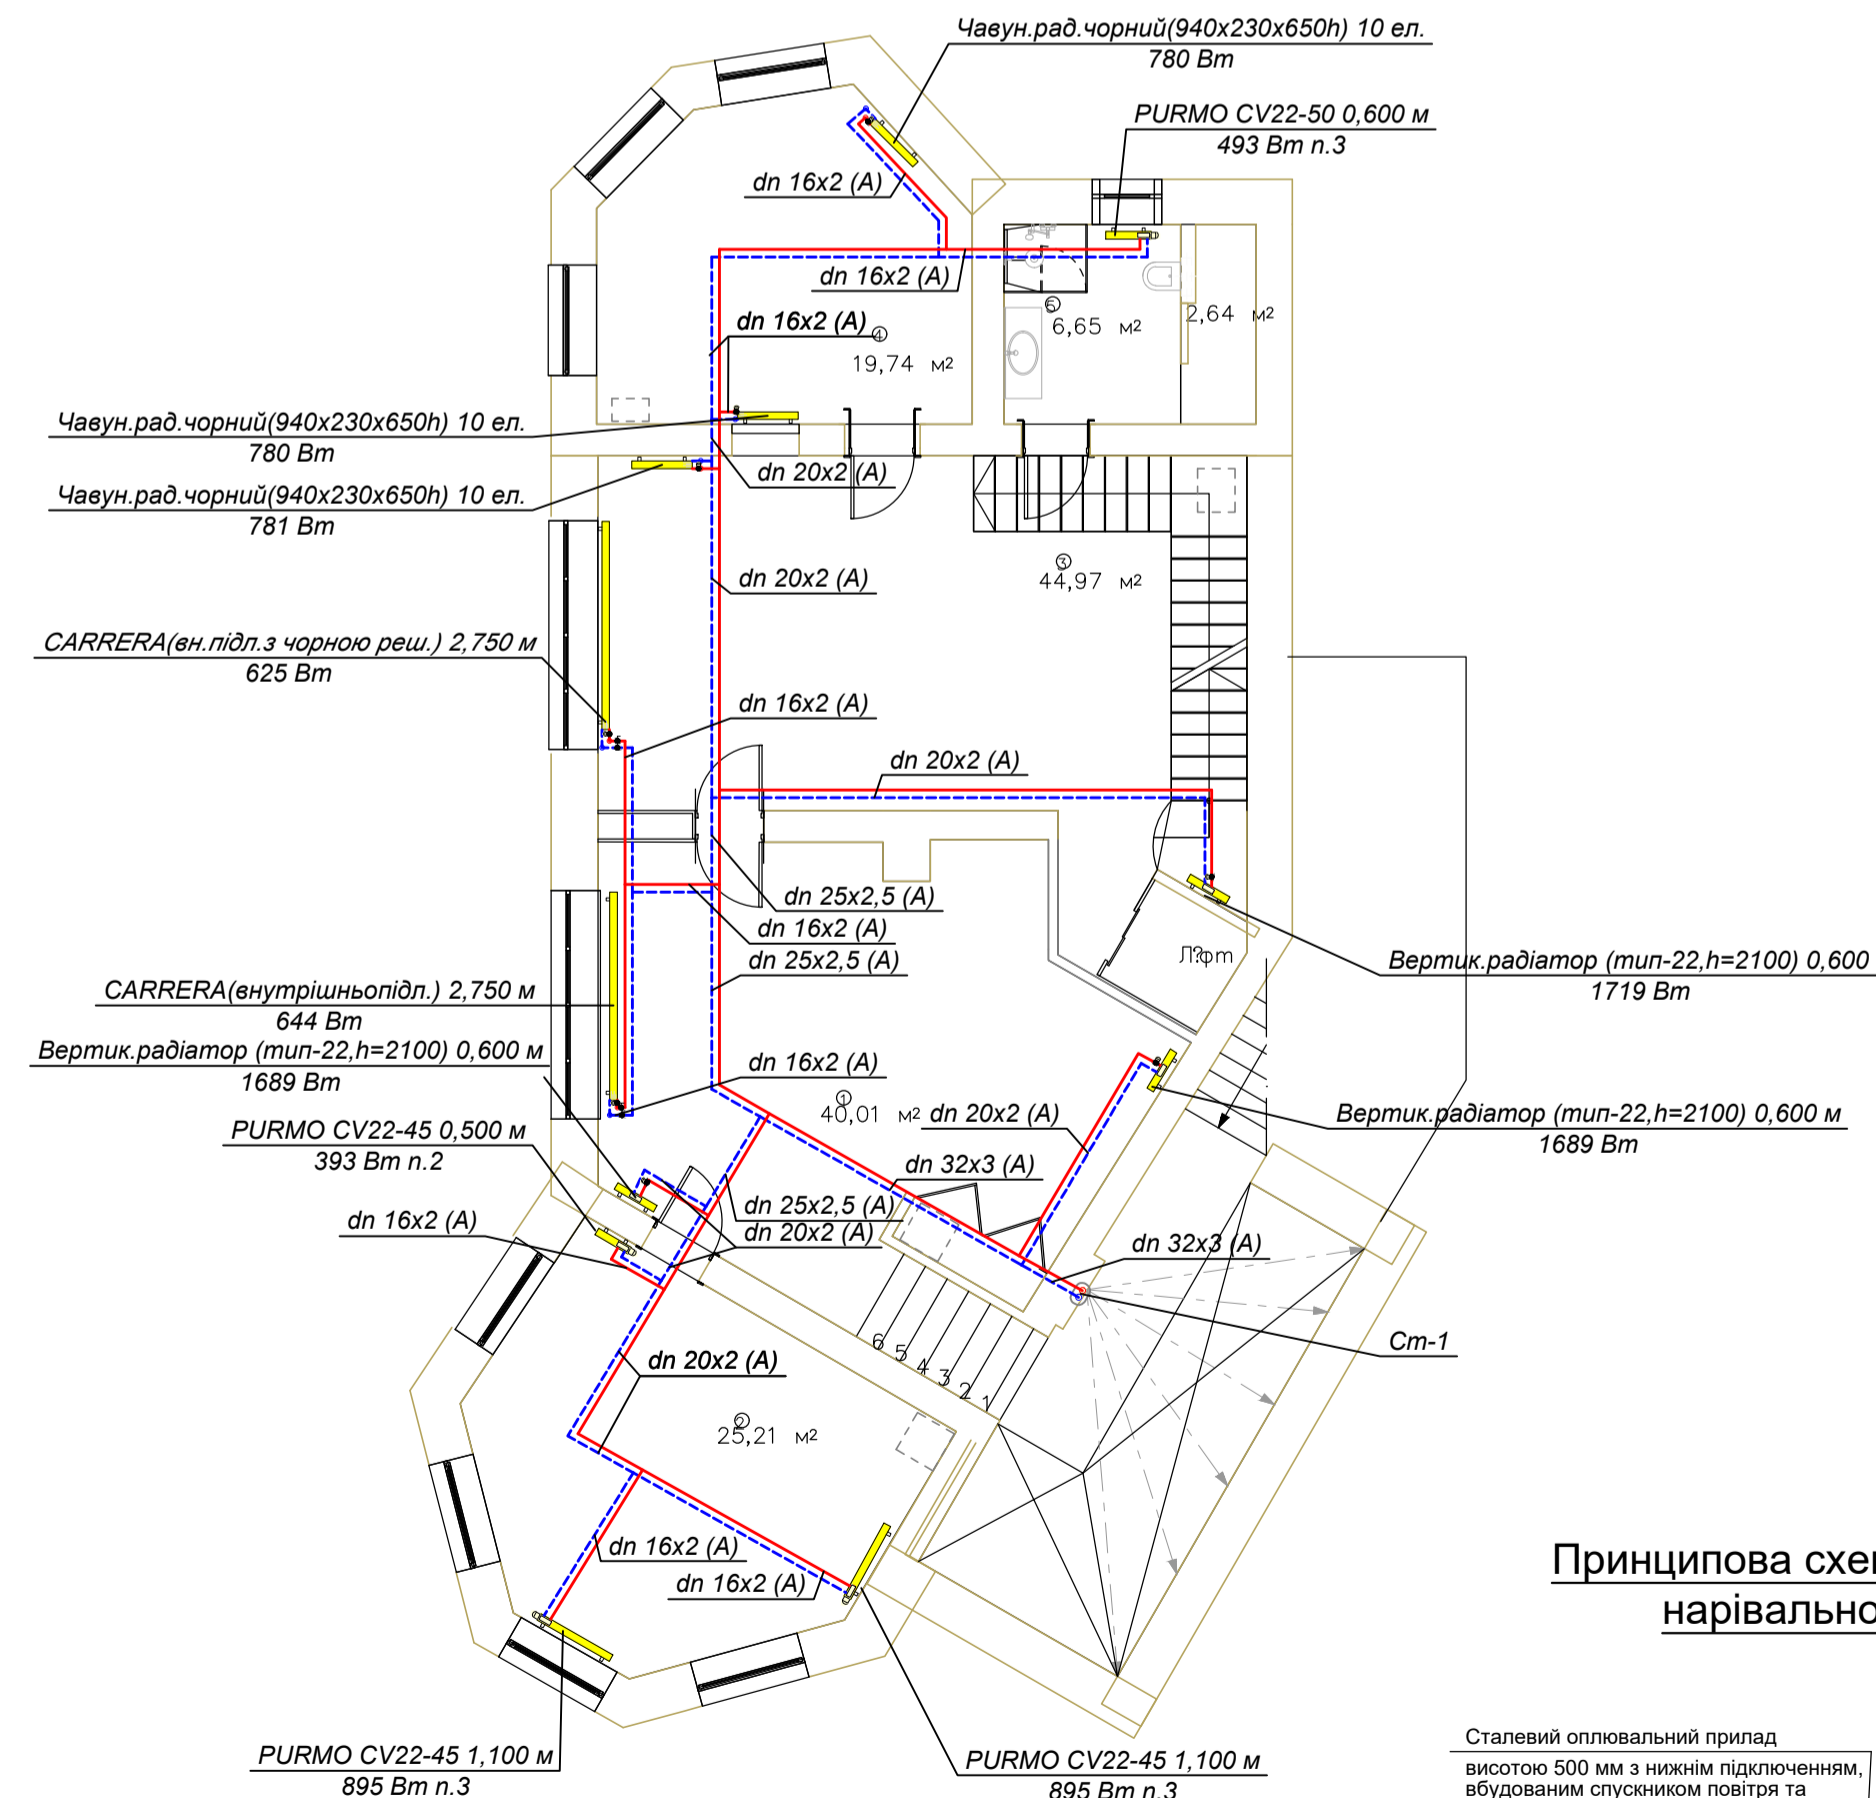 Чавун.рад.чорний(940x230x650h) 10 ел.
780 Вт
PURMO CV22-50 0,600 м
493 Вт п.3
dn 16x2 (A)
dn 16x2 (A)
dn 16x2 (A)
4
19,74 м²
5
6,65 м²
2,64 м²
Чавун.рад.чорний(940x230x650h) 10 ел.
780 Вт
dn 20x2 (A)
Чавун.рад.чорний(940x230x650h) 10 ел.
781 Вт
dn 20x2 (A)
3
44,97 м²
CARRERA(вн.підл.з чорною реш.) 2,750 м
625 Вт
dn 16x2 (A)
dn 20x2 (A)
dn 25x2,5 (A)
dn 16x2 (A)
dn 25x2,5 (A)
Л?фт
Вертик.радіатор (тип-22,h=2100) 0,600
1719 Вт
CARRERA(внутрішньопідл.) 2,750 м
644 Вт
Вертик.радіатор (тип-22,h=2100) 0,600 м
1689 Вт
dn 16x2 (A)
1
40,01 м²
dn 20x2 (A)
Вертик.радіатор (тип-22,h=2100) 0,600 м
1689 Вт
PURMO CV22-45 0,500 м
393 Вт п.2
dn 32x3 (A)
dn 25x2,5 (A)
dn 16x2 (A)
dn 20x2 (A)
dn 32x3 (A)
Ст-1
6 5 4 3 2 1
dn 20x2 (A)
2
25,21 м²
dn 16x2 (A)
dn 16x2 (A)
Принципова схе
нарівально
PURMO CV22-45 1,100 м
895 Вт п.3
PURMO CV22-45 1,100 м
895 Вт п.3
Сталевий оплювальний прилад
висотою 500 мм з нижнім підключенням,
вбудованим спускником повітря та